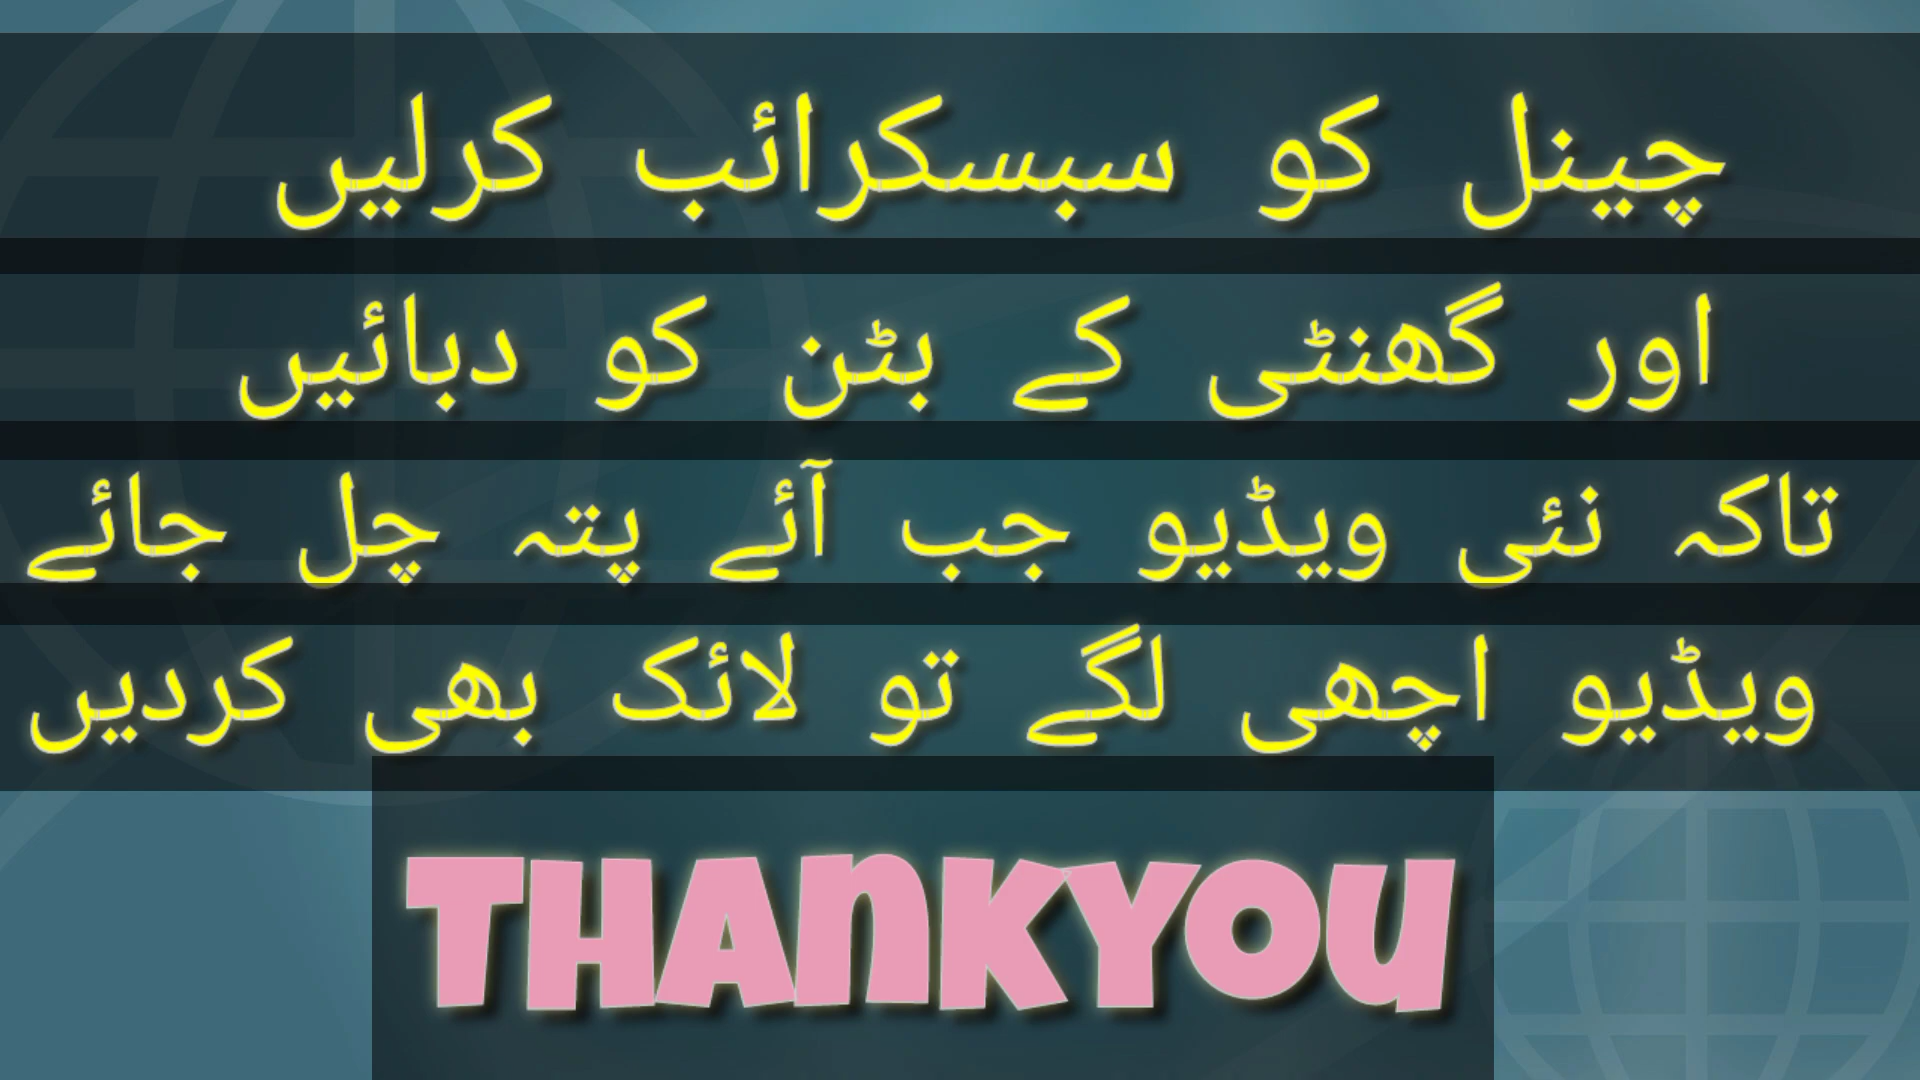 چینل کو سبسکرائب کرلیں
اور گھنٹی کے بٹن کو دبائیں
تاکہ نئی ویڈیو جب آئے پتہ چل جائے
ویڈیو اچھی لگے تو لائک بھی کردیں
THANKYOU